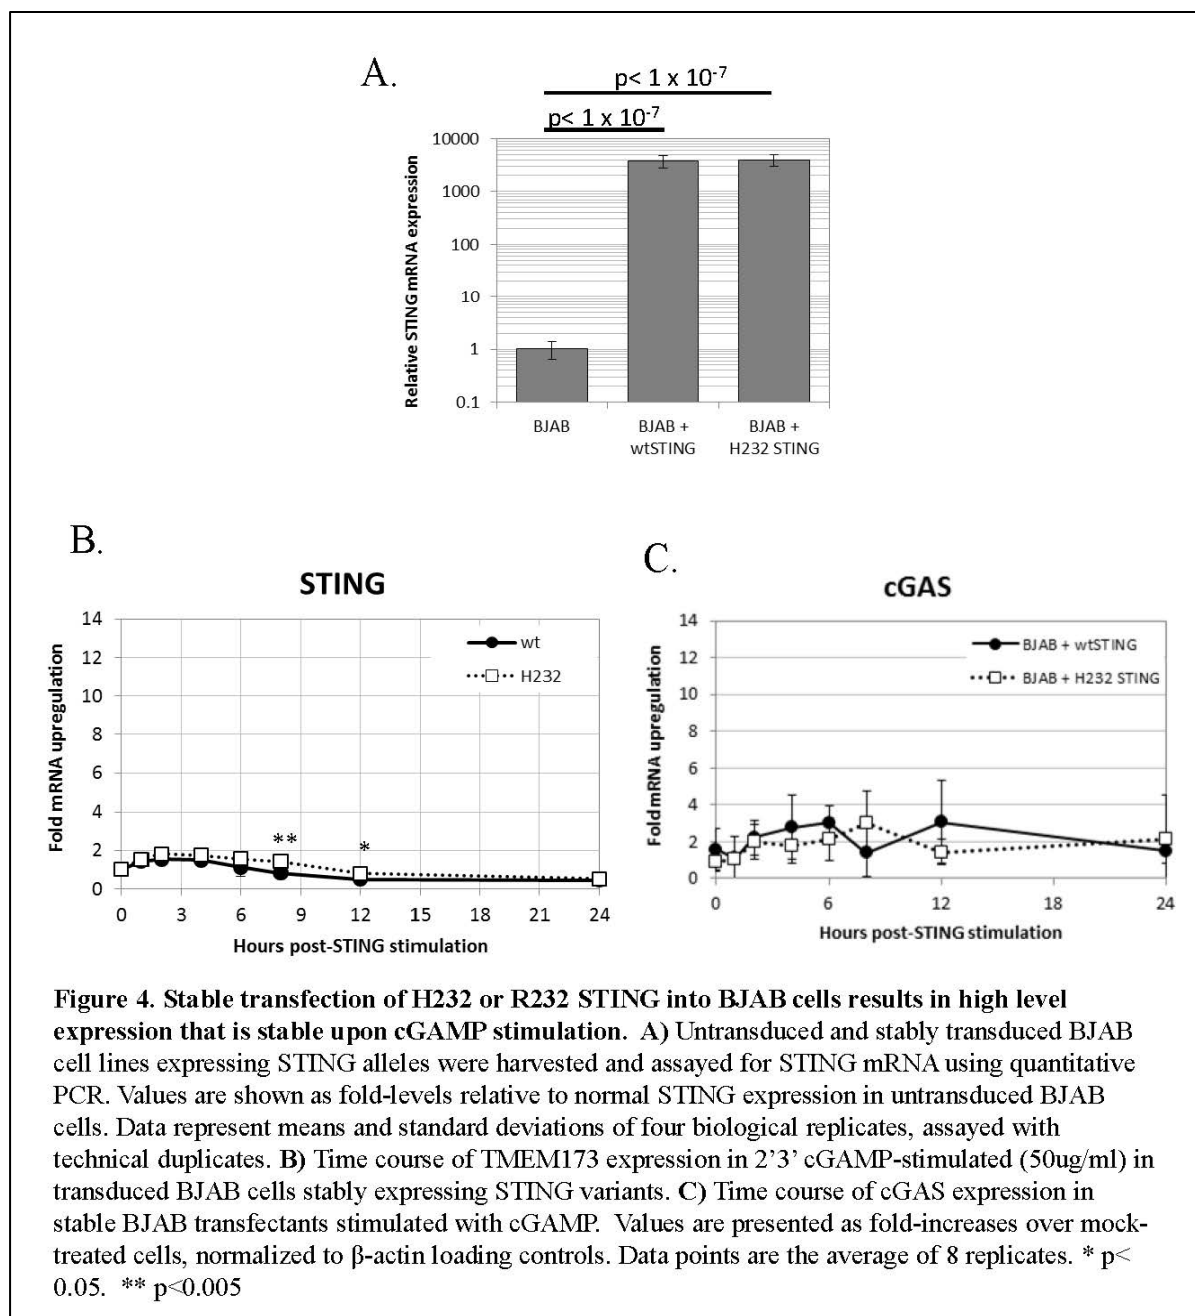 A.
p< 1 x 10-7
p< 1 x 10-7
Relative STING mRNA expression
10000
1000
100
10
1
0.1
BJAB
BJAB +
wtSTING
BJAB +
H232 STING
B.
STING
Fold mRNA upregulation
14
12
10
8
6
4
2
0
wt
H232
**
*
0 3 6 9 12 15 18 21 24
Hours post-STING stimulation
C.
cGAS
Fold mRNA upregulation
14
12
10
8
6
4
2
0
BJAB + wtSTING
BJAB + H232 STING
0 6 12 18 24
Hours post-STING stimulation
Figure 4. Stable transfection of H232 or R232 STING into BJAB cells results in high level
expression that is stable upon cGAMP stimulation. A) Untransduced and stably transduced BJAB
cell lines expressing STING alleles were harvested and assayed for STING mRNA using quantitative
PCR. Values are shown as fold-levels relative to normal STING expression in untransduced BJAB
cells. Data represent means and standard deviations of four biological replicates, assayed with
technical duplicates. B) Time course of TMEM173 expression in 2’3’ cGAMP-stimulated (50ug/ml) in
transduced BJAB cells stably expressing STING variants. C) Time course of cGAS expression in
stable BJAB transfectants stimulated with cGAMP. Values are presented as fold-increases over mock-
treated cells, normalized to β-actin loading controls. Data points are the average of 8 replicates. * p<
0.05. ** p<0.005